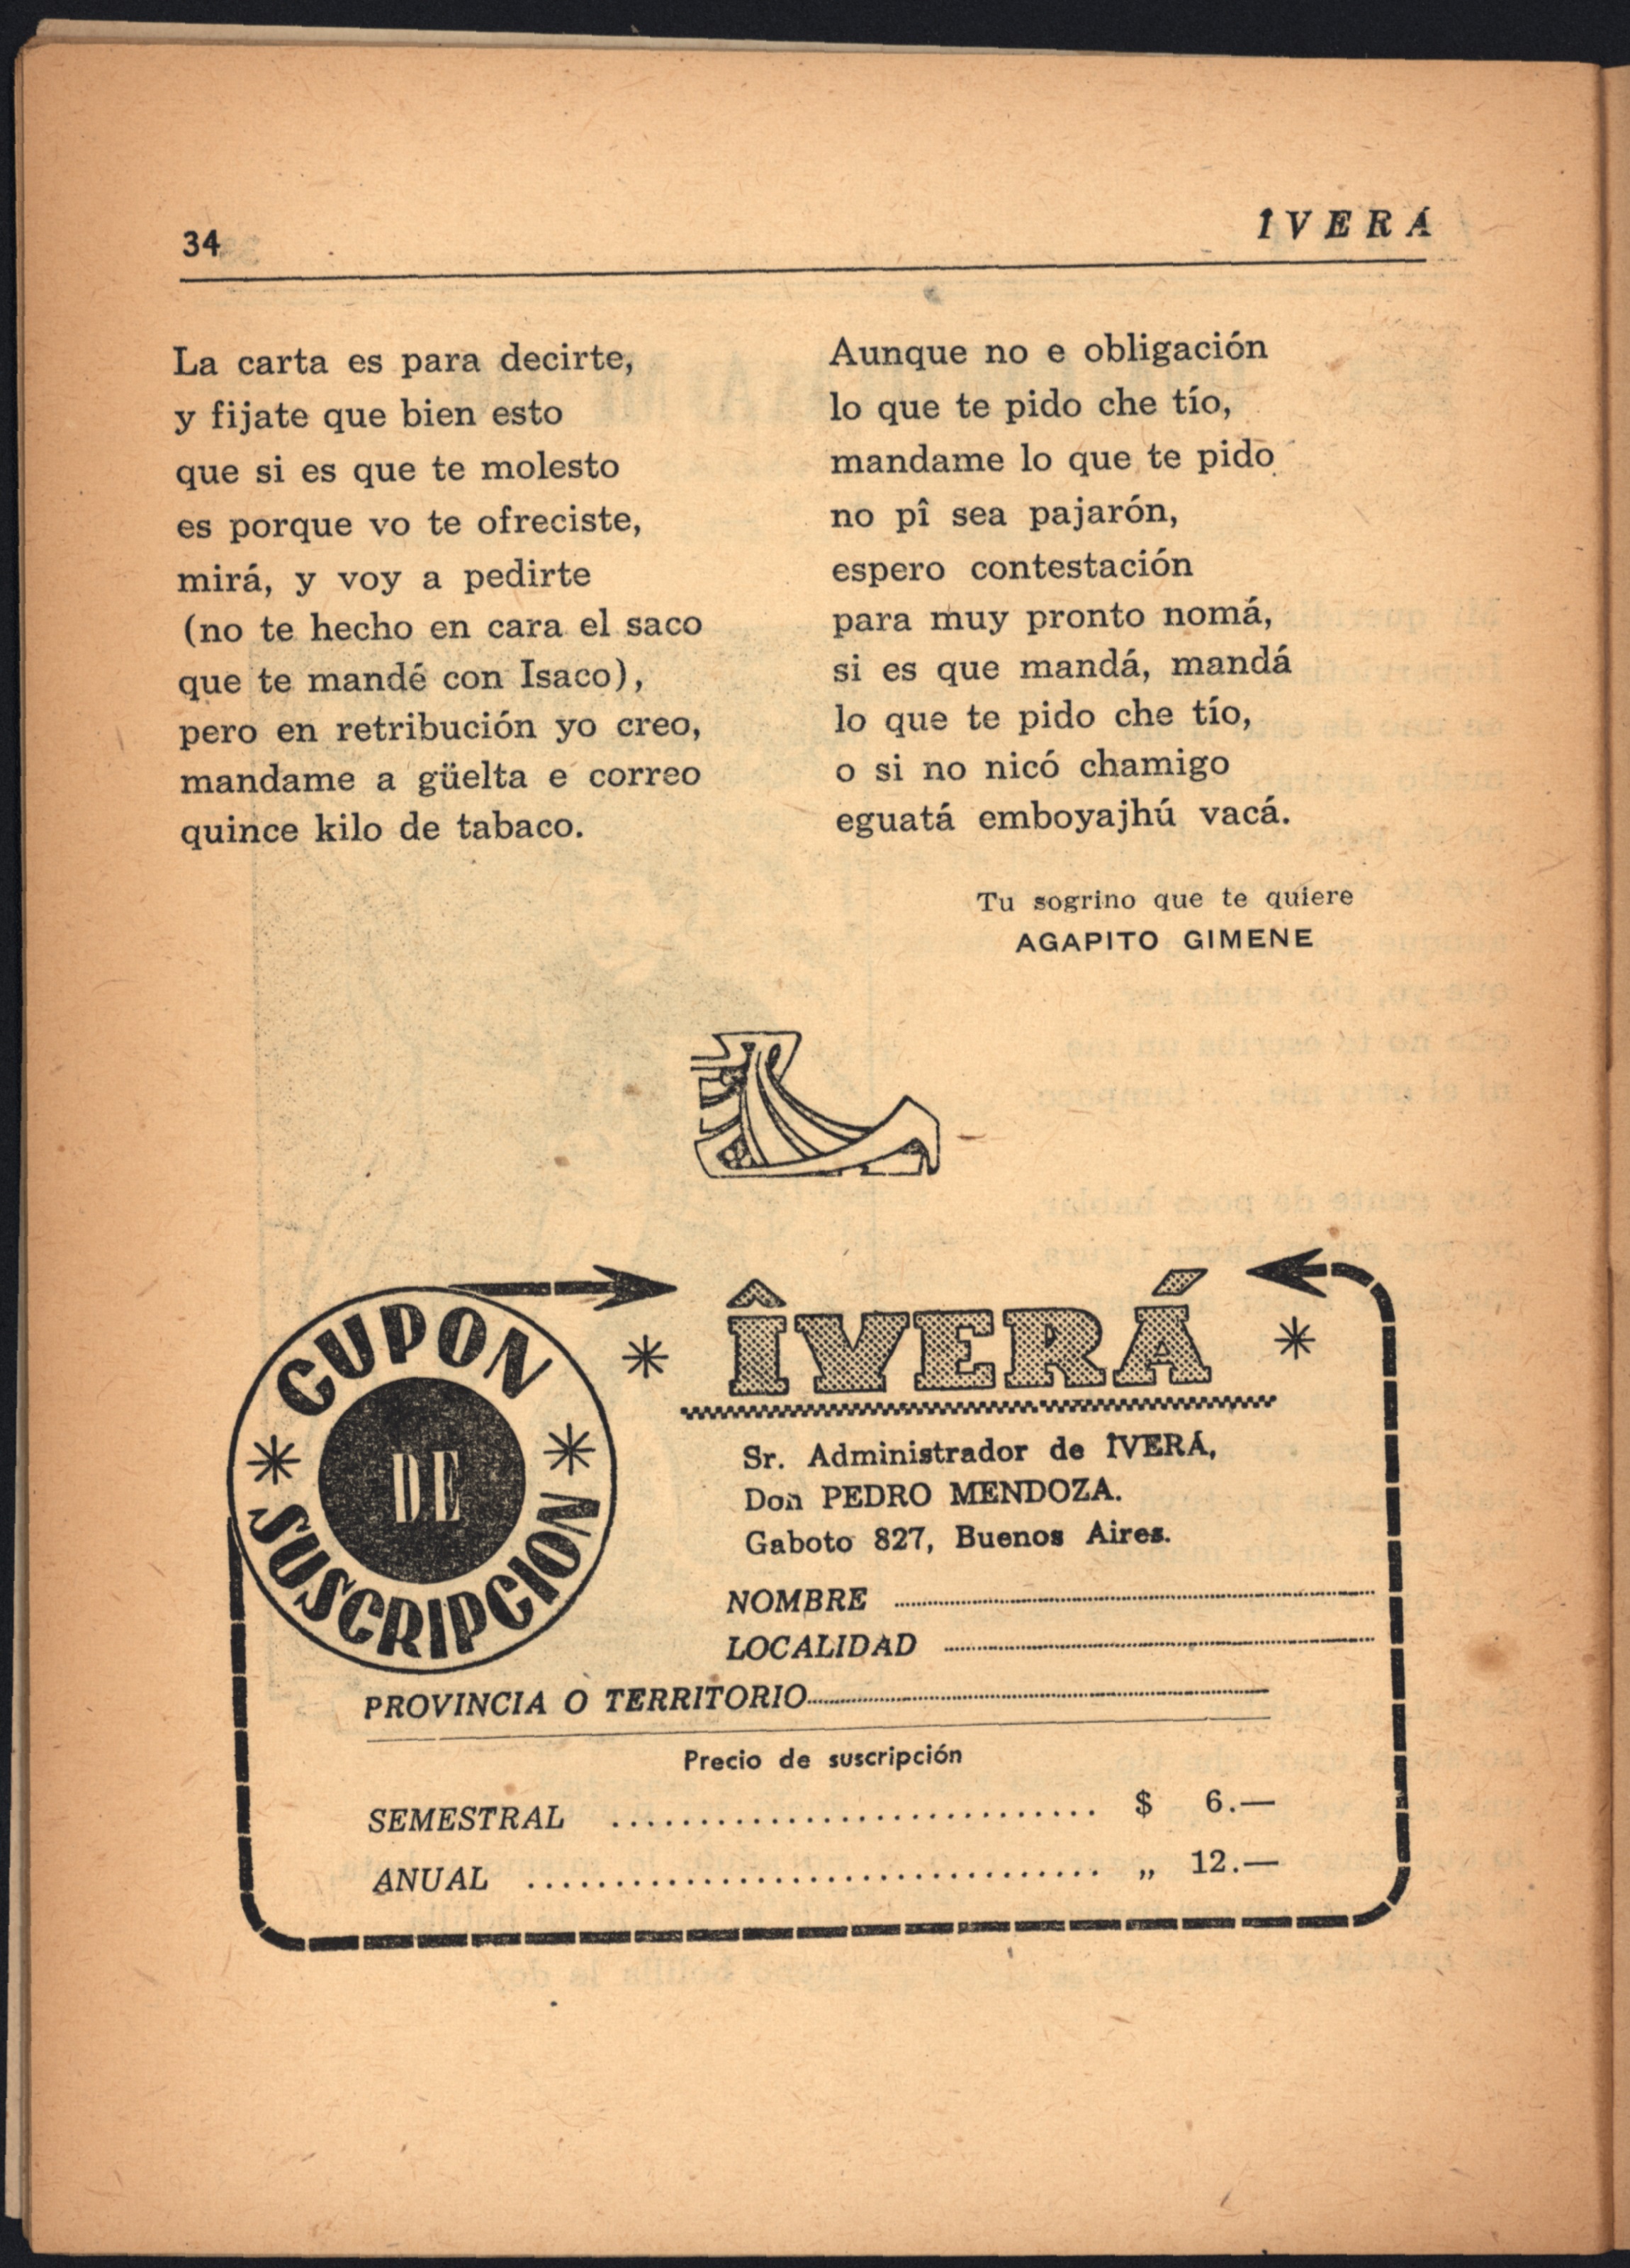 34
ÎVERÁ
La carta es para decirte,
y fijate que bien esto
que si es que te molesto
es porque vo te ofreciste,
mirá, y voy a pedirte
(no te hecho en cara el saco
que te mandé con Isaco),
pero en retribución yo creo,
mandame a güelta e correo
quince kilo de tabaco.
Aunque no e obligación
lo que te pido che tío,
mandame lo que te pido
no pî sea pajarón,
espero contestación
para muy pronto nomá,
si es que mandá, mandá
lo que te pido che tío,
o si no nicó chamigo
eguatá emboyajhú vacá.
Tu sogrino que te quiere
AGAPITO GIMENE
CUPON
DE
SUSCRIPCION
ÎVERÁ
Sr. Administrador de ÎVERÁ,
Don PEDRO MENDOZA.
Gaboto 827, Buenos Aires.
NOMBRE
LOCALIDAD
PROVINCIA O TERRITORIO
Precio de suscripción
SEMESTRAL ............................ $ 6.—
ANUAL ................................. „ 12.—